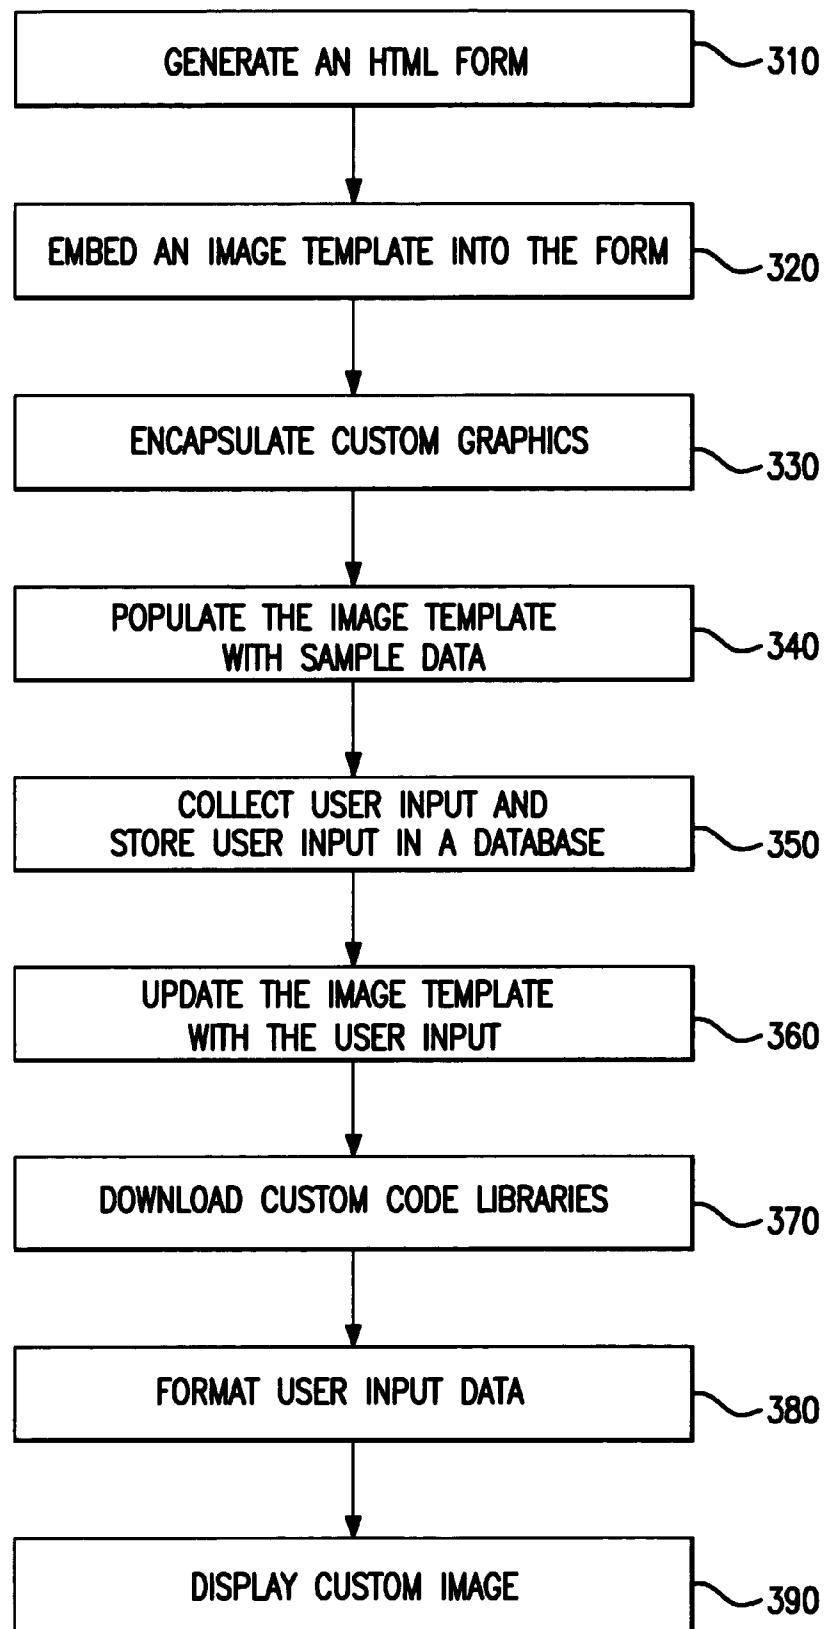 GENERATE AN HTML FORM
310
EMBED AN IMAGE TEMPLATE INTO THE FORM
320
ENCAPSULATE CUSTOM GRAPHICS
330
POPULATE THE IMAGE TEMPLATE
WITH SAMPLE DATA
340
COLLECT USER INPUT AND
STORE USER INPUT IN A DATABASE
350
UPDATE THE IMAGE TEMPLATE
WITH THE USER INPUT
360
DOWNLOAD CUSTOM CODE LIBRARIES
370
FORMAT USER INPUT DATA
380
DISPLAY CUSTOM IMAGE
390